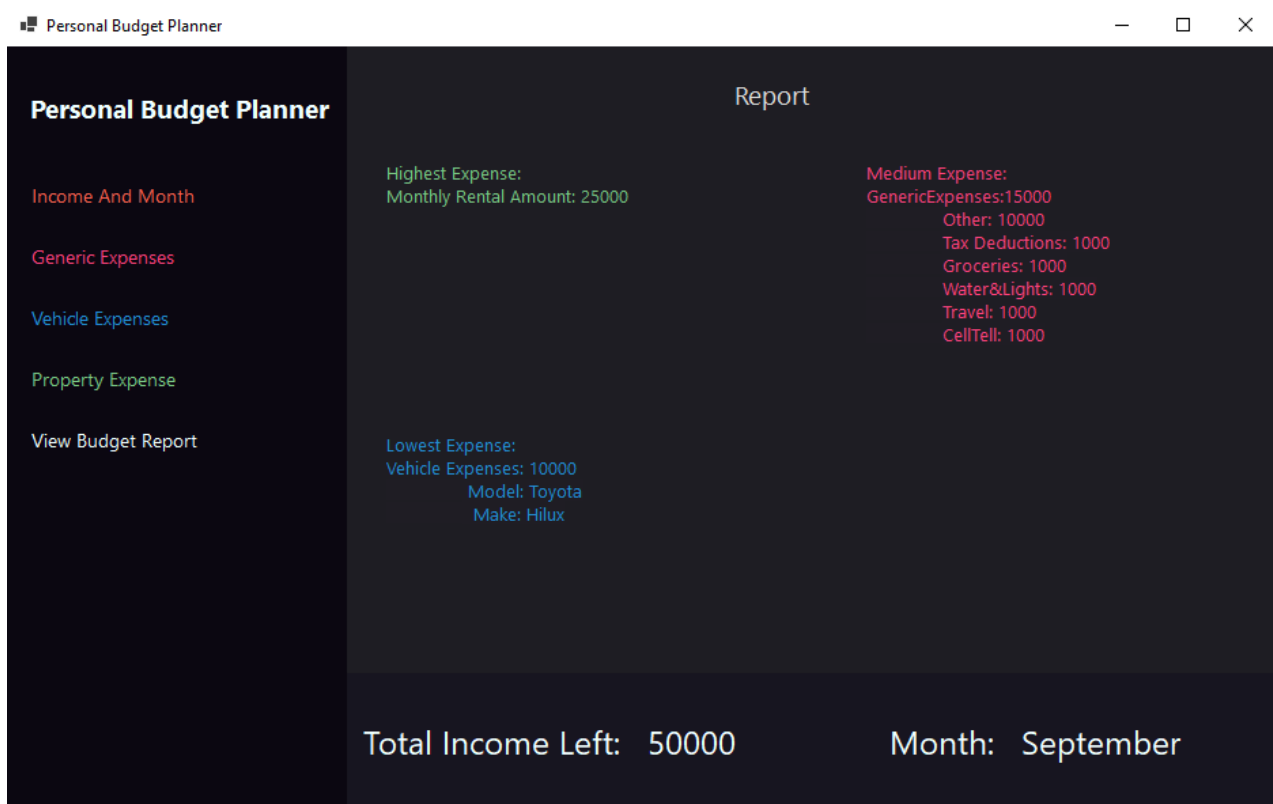 Personal Budget Planner
Personal Budget Planner
Income And Month
Generic Expenses
Vehicle Expenses
Property Expense
View Budget Report
Report
Highest Expense:
Monthly Rental Amount: 25000
Medium Expense:
GenericExpenses:15000
Other: 10000
Tax Deductions: 1000
Groceries: 1000
Water&Lights: 1000
Travel: 1000
CellTell: 1000
Lowest Expense:
Vehicle Expenses: 10000
Model: Toyota
Make: Hilux
Total Income Left: 50000
Month: September